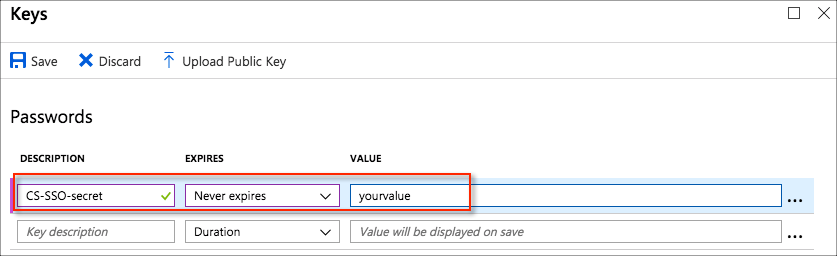 Keys
Save Discard Upload Public Key
Passwords
DESCRIPTION EXPIRES VALUE
CS-SSO-secret Never expires yourvalue ...
Key description Duration Value will be displayed on save ...